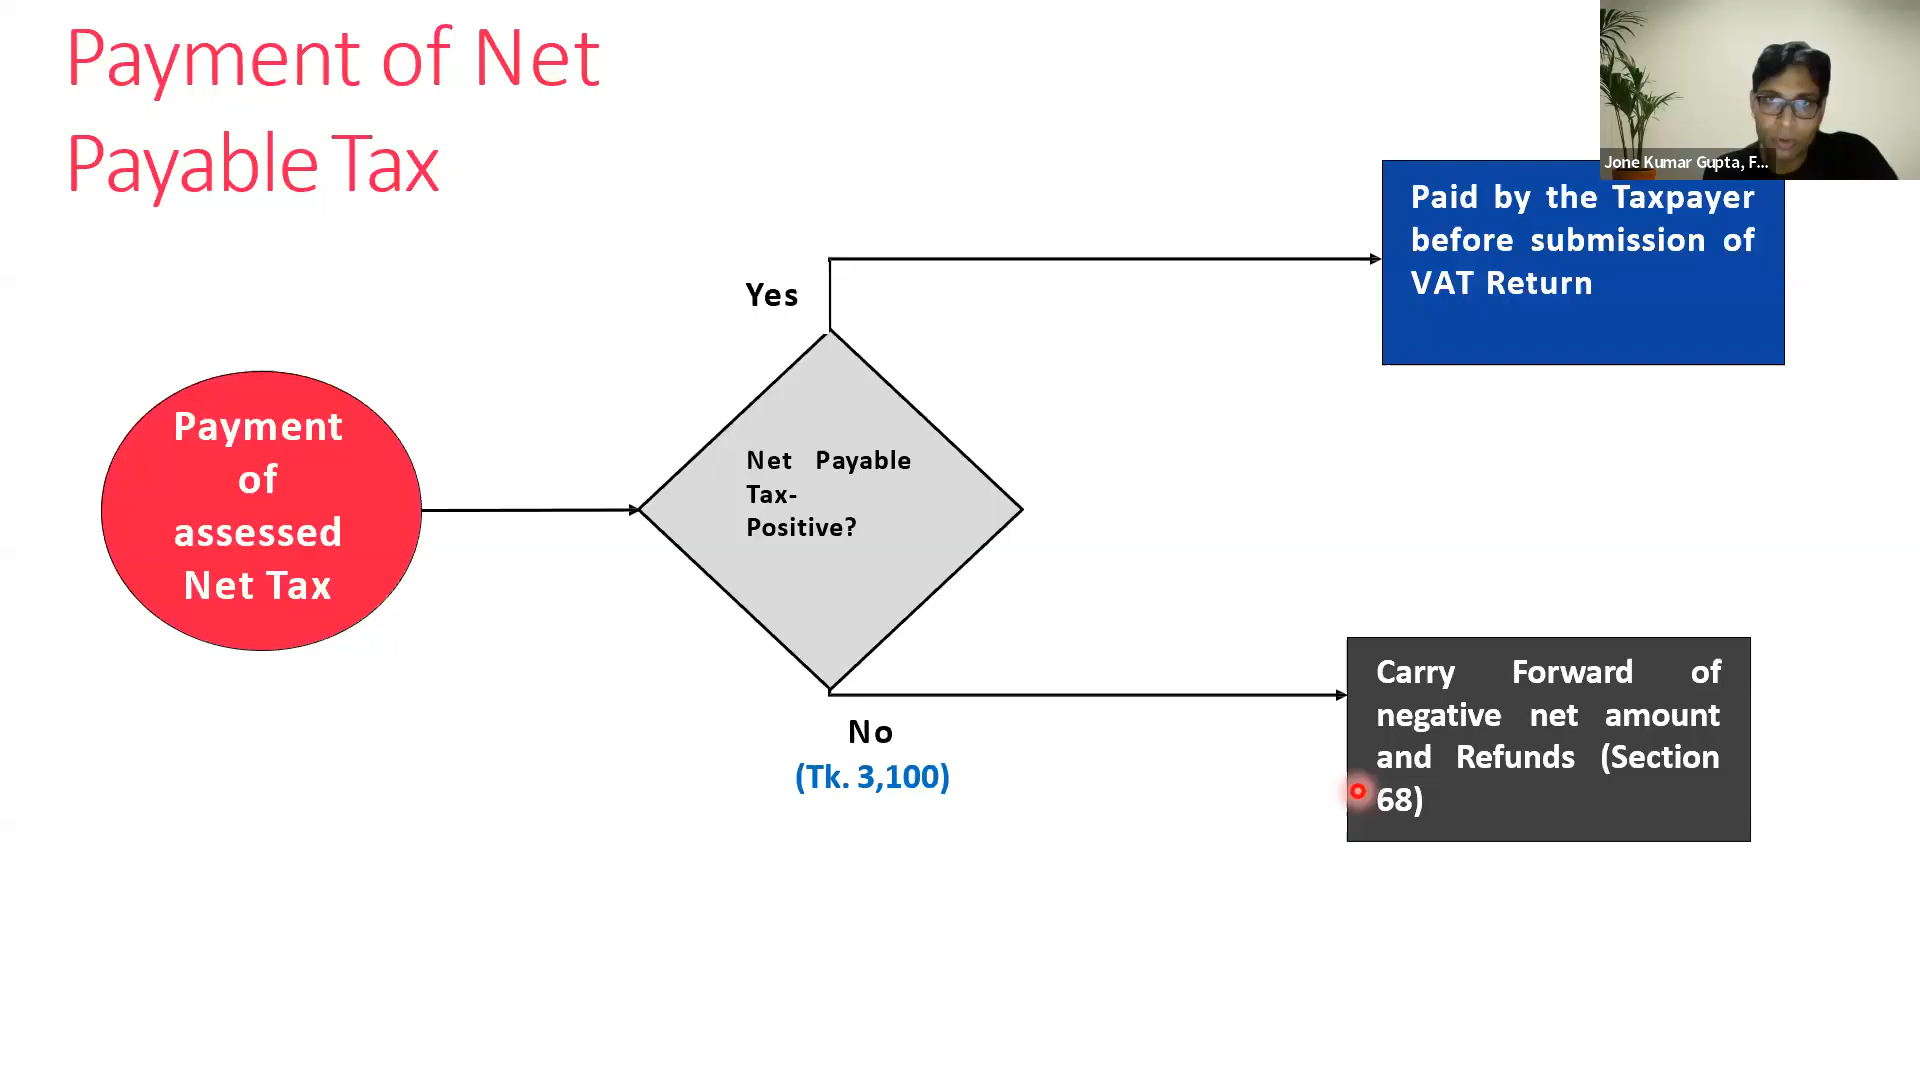 Payment of Net
Payable Tax
Jone Kumar Gupta, F...
Paid by the Taxpayer
before submission of
VAT Return
Yes
Payment
of
assessed
Net Tax
Net Payable
Tax-
Positive?
No
(Tk. 3,100)
Carry Forward of
negative net amount
and Refunds (Section
68)